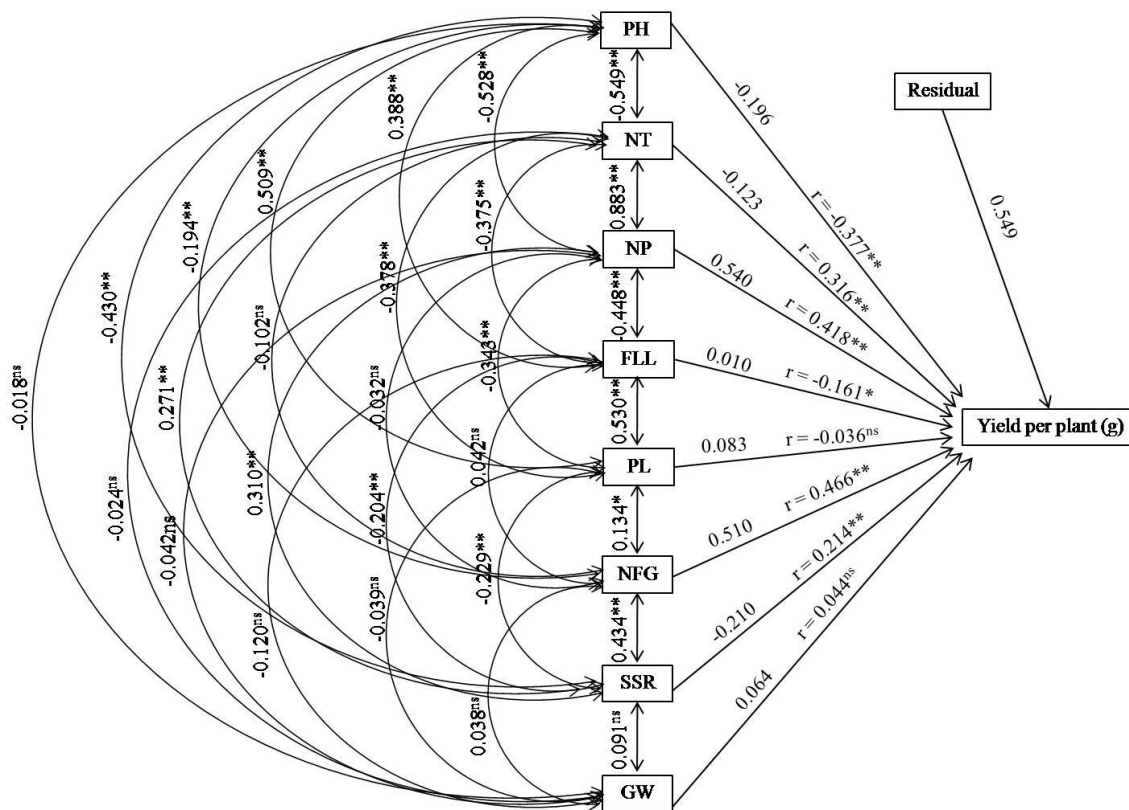 PH
NT
NP
FLL
PL
NFG
SSR
GW
Residual
Yield per plant (g)
0.549
-0.196
r = -0.377**
-0.123
r = 0.316**
0.540
r = 0.418**
0.010
r = -0.161*
0.083
r = -0.036ns
0.510
r = 0.466**
-0.210
r = 0.214**
0.064
r = 0.044ns
-0.549**
0.883**
-0.448**
0.530**
0.134*
0.434**
0.091ns
-0.528**
-0.375**
-0.343**
0.042ns
-0.229**
0.038ns
0.388**
-0.378**
-0.032ns
-0.204**
-0.039ns
0.509**
-0.102ns
0.310**
-0.120ns
-0.194**
0.271**
-0.042ns
-0.430**
-0.024ns
-0.018ns